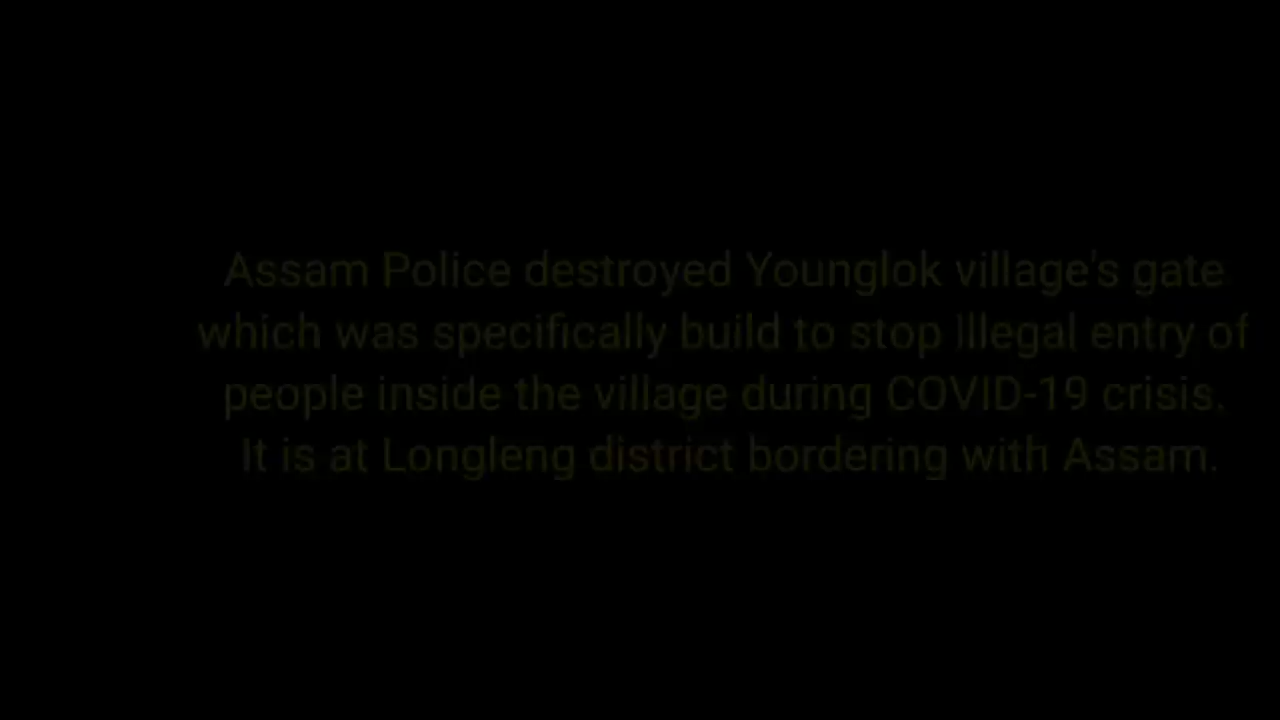 Assam Police destroyed Younglok village's gate
which was specifically build to stop Illegal entry of
people inside the village during COVID-19 crisis.
It is at Longleng district bordering with Assam.